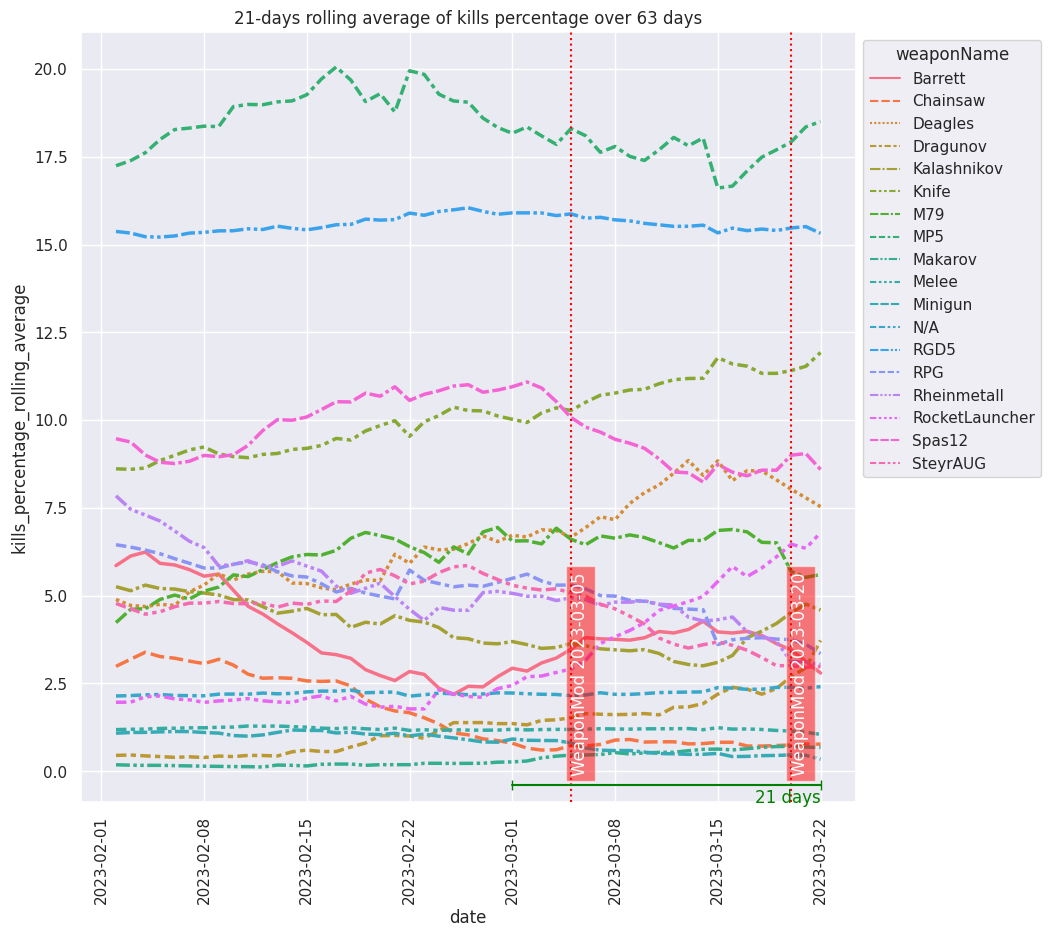 21-days rolling average of kills percentage over 63 days
kills_percentage_rolling_average
20.0
17.5
15.0
12.5
10.0
7.5
5.0
2.5
0.0
WeaponMod 2023-03-05
WeaponMod 2023-03-20
21 days
2023-02-01
2023-02-08
2023-02-15
2023-02-22
2023-03-01
2023-03-08
2023-03-15
2023-03-22
date
weaponName
Barrett
Chainsaw
Deagles
Dragunov
Kalashnikov
Knife
M79
MP5
Makarov
Melee
Minigun
N/A
RGD5
RPG
Rheinmetall
RocketLauncher
Spas12
SteyrAUG